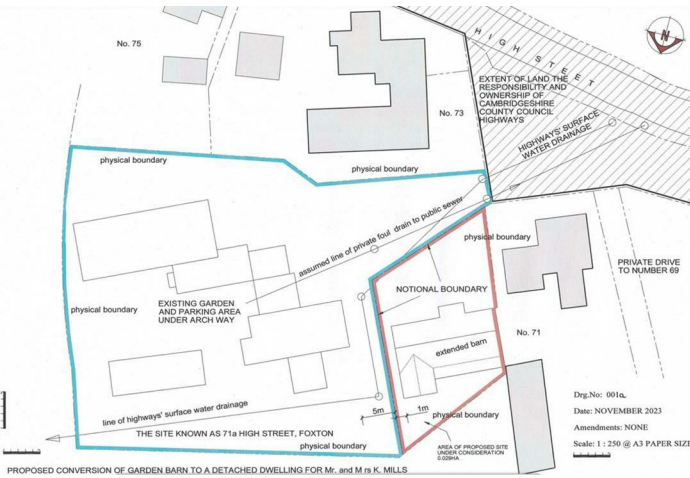 No. 75
N
HIGH STEET
EXTENT OF LAND THE
RESPONSIBILITY AND
OWNERSHIP OF
CAMBRIDGESHIRE
COUNTY COUNCIL
HIGHWAYS
No. 73
HIGHWAYS' SURFACE
WATER DRAINAGE
physical boundary
physical boundary
assumed line of private foul drain to public sewer
physical boundary
PRIVATE DRIVE
TO NUMBER 69
NOTIONAL BOUNDARY
EXISTING GARDEN
AND PARKING AREA
UNDER ARCH WAY
physical boundary
No. 71
extended barn
5m
1m
physical boundary
line of highways' surface water drainage
THE SITE KNOWN AS 71a HIGH STREET, FOXTON
physical boundary
AREA OF PROPOSED SITE
UNDER CONSIDERATION
0.029HA
Drg.No: 001a
Date: NOVEMBER 2023
Amendments: NONE
Scale: 1 : 250 @ A3 PAPER SIZE
PROPOSED CONVERSION OF GARDEN BARN TO A DETACHED DWELLING FOR Mr. and M rs K. MILLS